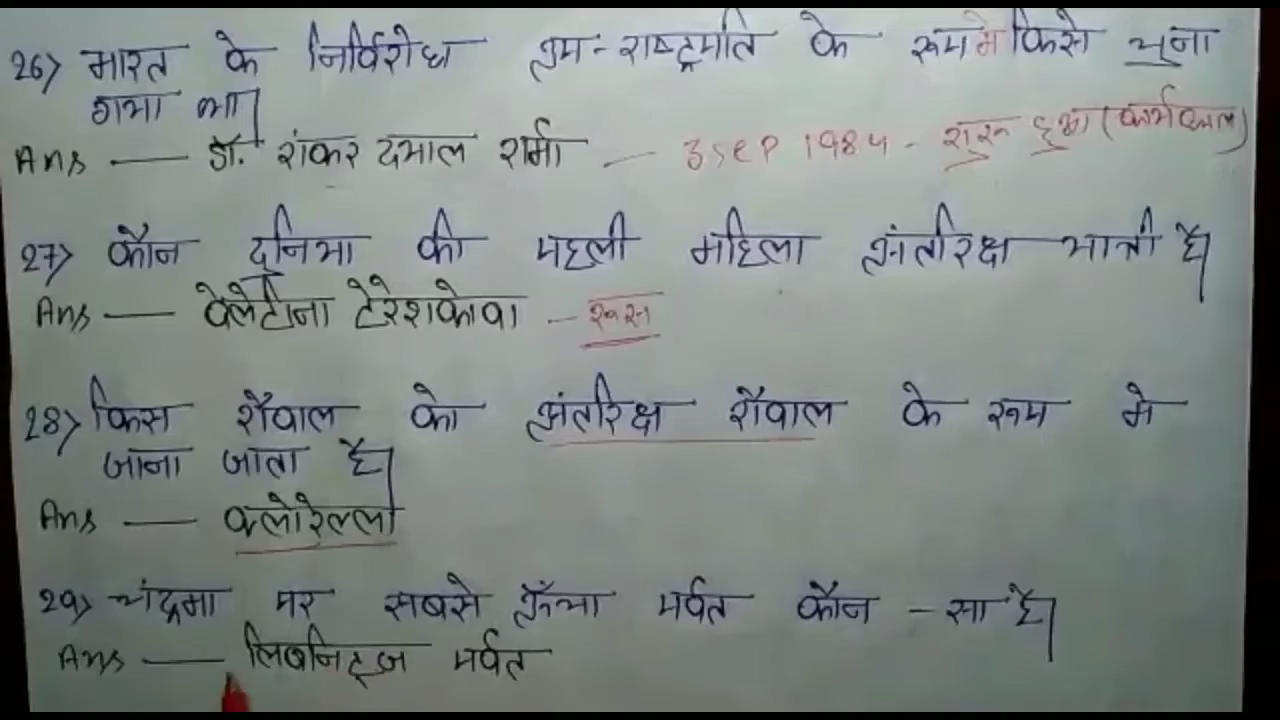 26) भारत के निर्विरोध उप-राष्ट्रपति के रूप मे किसे चुना
गया था।
Ans — डॉ. शंकर दयाल शर्मा — 3 SEP 1984 - शुरू हुआ (कार्यकाल)
27) कौन दुनिया की पहली महिला अंतरिक्ष यात्री है।
Ans — वेलेंटीना टेरेशकोवा — रूस
28) किस शैवाल को अंतरिक्ष शैवाल के रूप मे
जाना जाता है।
Ans — क्लोरेल्ला
29) चंद्रमा पर सबसे ऊँचा पर्वत कौन - सा है।
Ans — लिबनिट्ज पर्वत